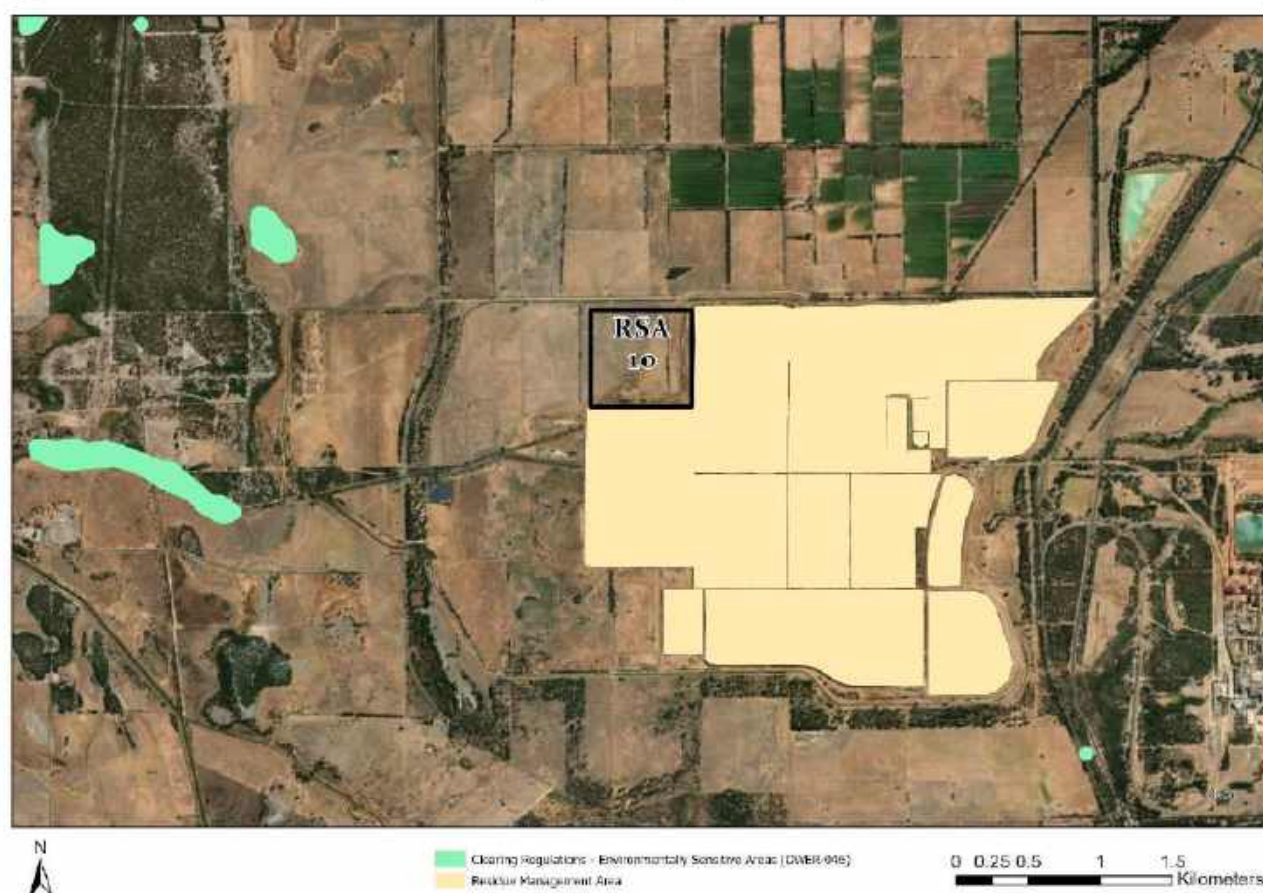 RSA
10
N
Clearing Regulations - Environmentally Sensitive Areas (DWER-046)
Residue Management Area
0 0.25 0.5 1 1.5
Kilometers